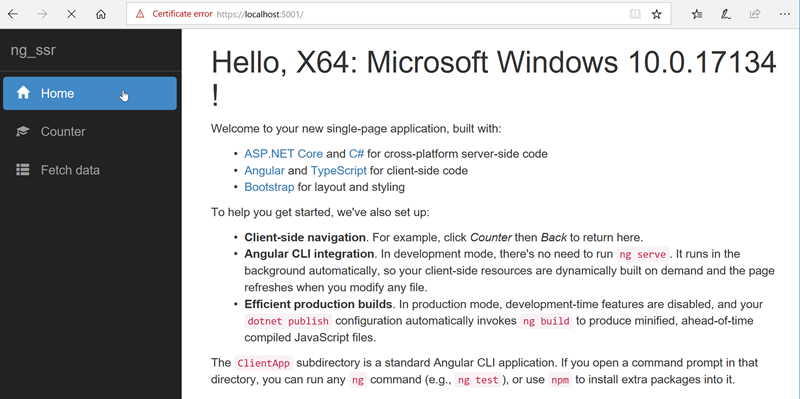 Certificate error https://localhost:5001/
ng_ssr
Home
Counter
Fetch data
Hello, X64: Microsoft Windows 10.0.17134
!
Welcome to your new single-page application, built with:
• ASP.NET Core and C# for cross-platform server-side code
• Angular and TypeScript for client-side code
• Bootstrap for layout and styling
To help you get started, we've also set up:
• Client-side navigation. For example, click Counter then Back to return here.
• Angular CLI integration. In development mode, there's no need to run ng serve. It runs in the
background automatically, so your client-side resources are dynamically built on demand and the page
refreshes when you modify any file.
• Efficient production builds. In production mode, development-time features are disabled, and your
dotnet publish configuration automatically invokes ng build to produce minified, ahead-of-time
compiled JavaScript files.
The ClientApp subdirectory is a standard Angular CLI application. If you open a command prompt in that
directory, you can run any ng command (e.g., ng test), or use npm to install extra packages into it.